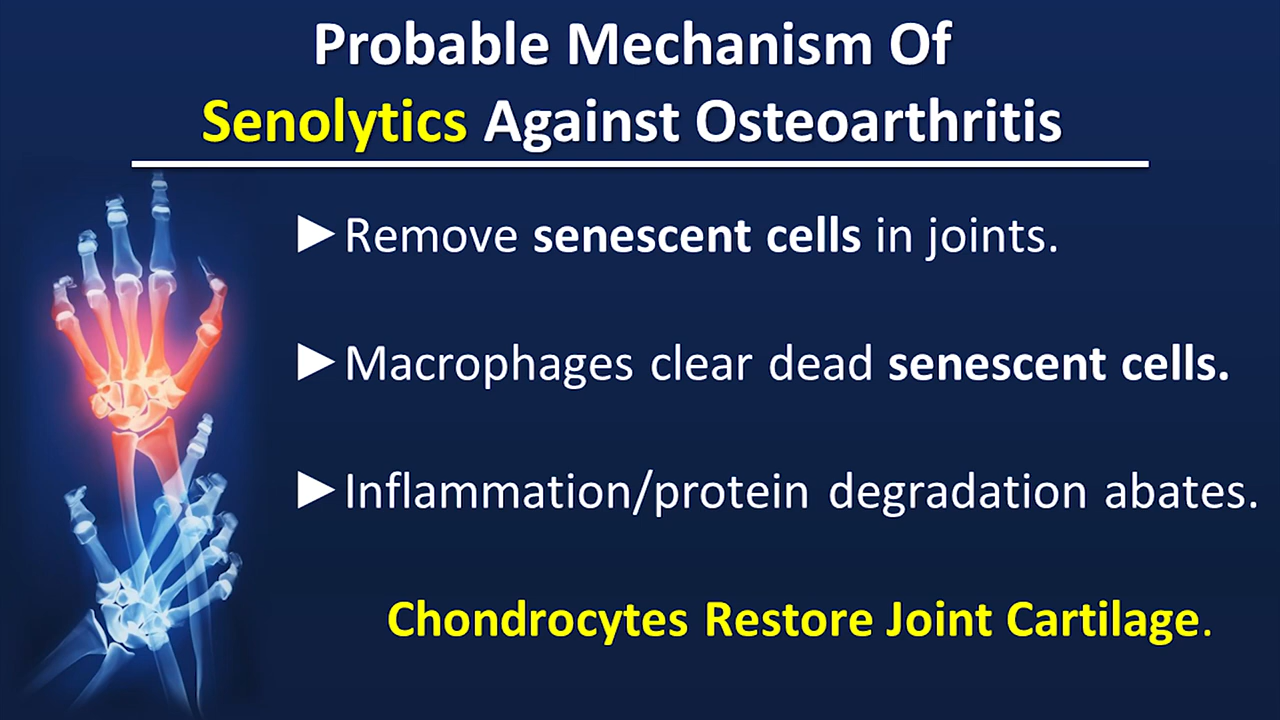 Probable Mechanism Of
Senolytics Against Osteoarthritis
►Remove senescent cells in joints.
►Macrophages clear dead senescent cells.
►Inflammation/protein degradation abates.
Chondrocytes Restore Joint Cartilage.